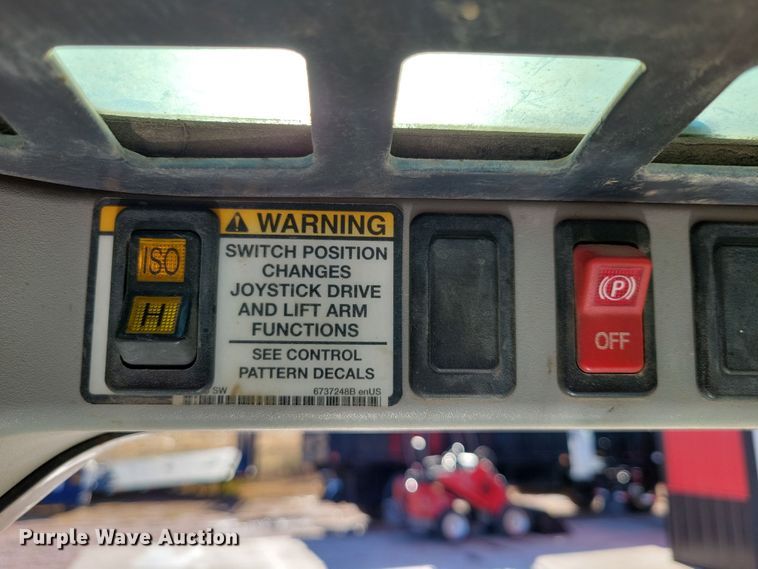 ISO
H
WARNING
SWITCH POSITION
CHANGES
JOYSTICK DRIVE
AND LIFT ARM
FUNCTIONS
SEE CONTROL
PATTERN DECALS
SW 6737248B enUS
(P)
OFF
Purple Wave Auction®